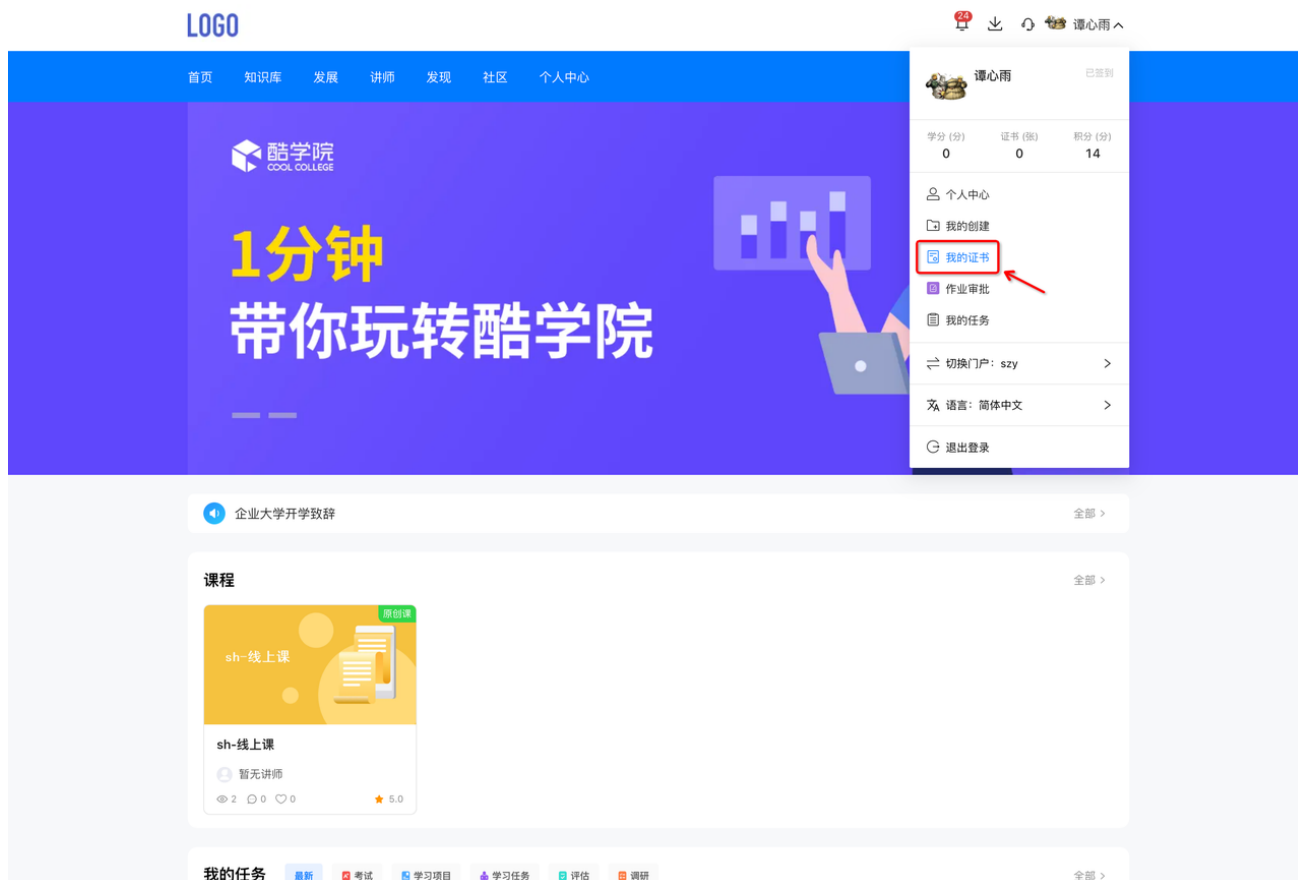 LOGO
24
谭心雨
首页 知识库 发展 讲师 发现 社区 个人中心
谭心雨
已签到
学分 (分) 证书 (张) 积分 (分)
0 0 14
个人中心
我的创建
我的证书
作业审批
我的任务
切换门户：szy
语言：简体中文
退出登录
酷学院
COOL COLLEGE
1分钟
带你玩转酷学院
企业大学开学致辞 全部
课程 全部
原创课
sh-线上课
sh-线上课
暂无讲师
2 0 0 5.0
我的任务 最新 考试 学习项目 学习任务 评估 调研 全部